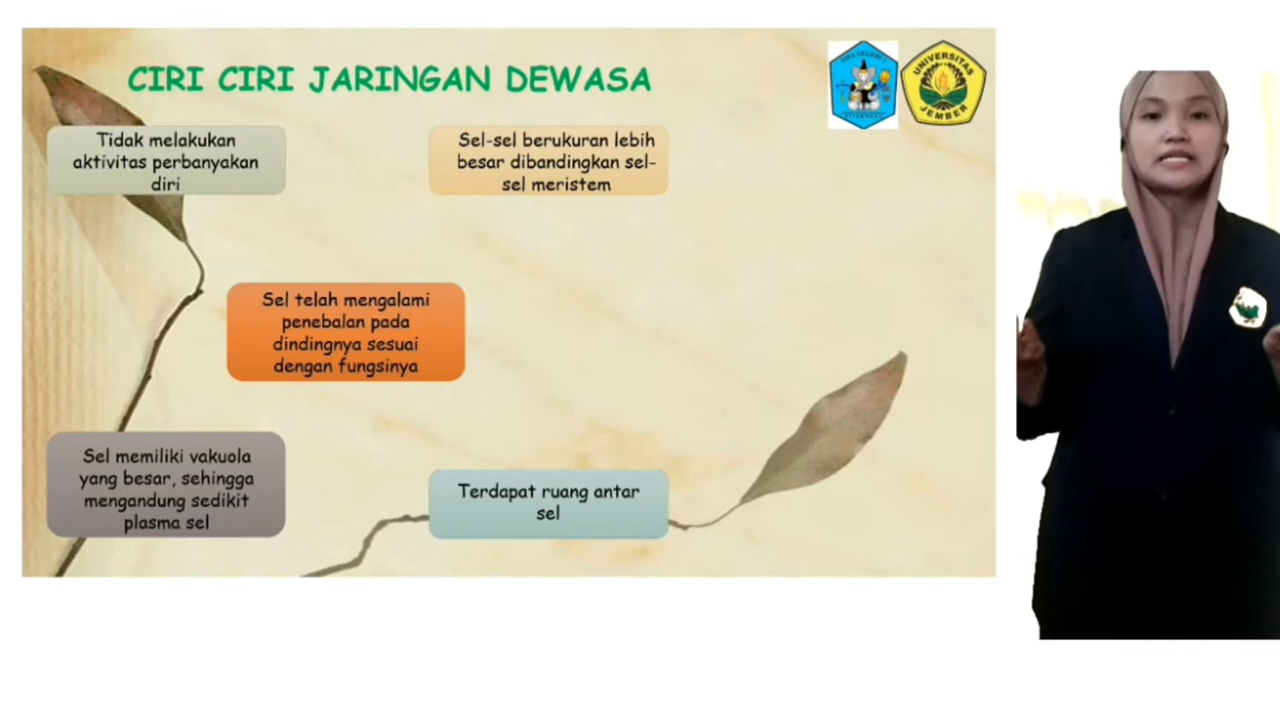 CIRI CIRI JARINGAN DEWASA
UNIVERSITAS
JEMBER
Tidak melakukan
aktivitas perbanyakan
diri
Sel-sel berukuran lebih
besar dibandingkan sel-
sel meristem
Sel telah mengalami
penebalan pada
dindingnya sesuai
dengan fungsinya
Sel memiliki vakuola
yang besar, sehingga
mengandung sedikit
plasma sel
Terdapat ruang antar
sel